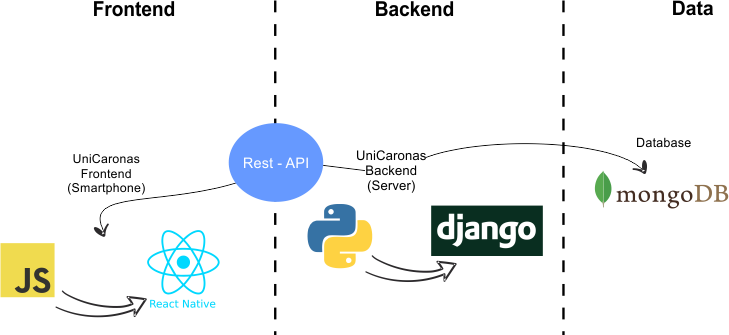 Frontend
Backend
Data
Rest - API
UniCaronas
Frontend
(Smartphone)
UniCaronas
Backend
(Server)
Database
mongoDB
django
JS
React Native